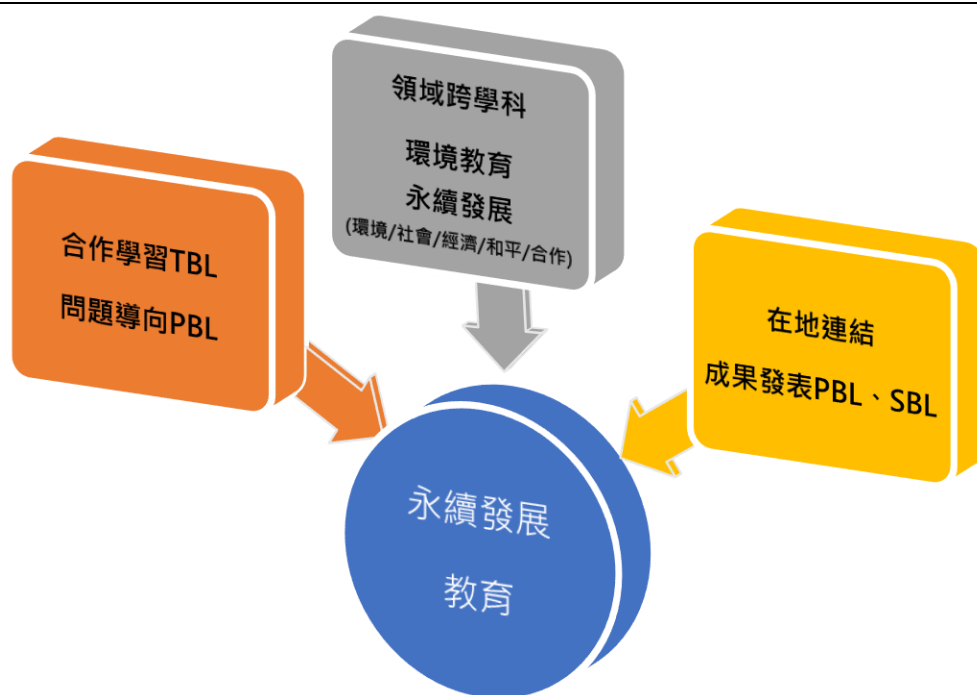 領域跨學科
環境教育
永續發展
(環境/社會/經濟/和平/合作)
合作學習TBL
問題導向PBL
在地連結
成果發表PBL、SBL
永續發展
教育